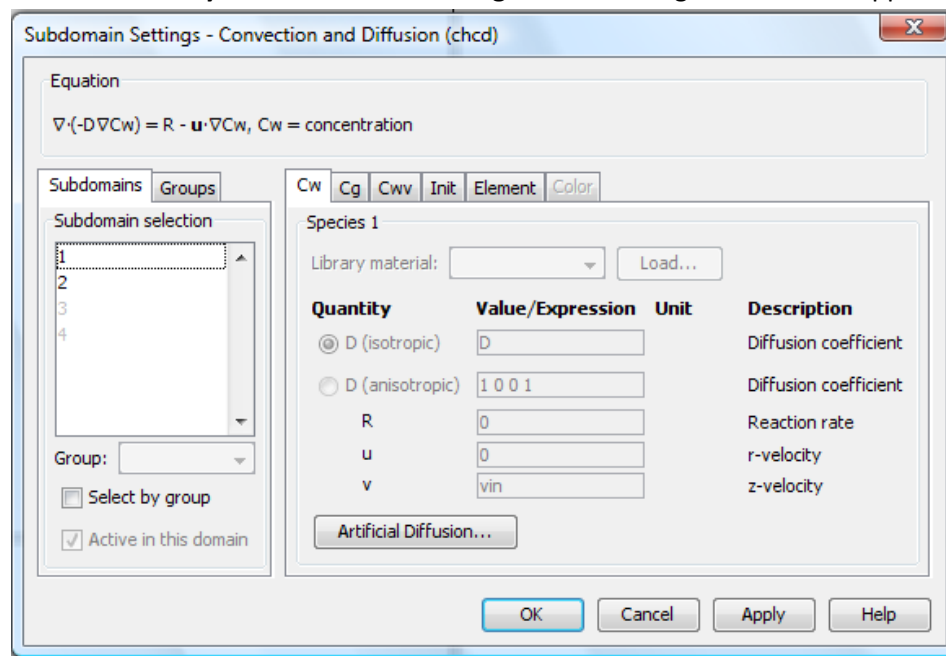 Subdomain Settings - Convection and Diffusion (chcd)
X
Equation
∇·(-D∇Cw) = R - u·∇Cw, Cw = concentration
Subdomains Groups
Cw Cg Cwv Init Element Color
Subdomain selection
1
2
3
4
Group:
Select by group
Active in this domain
Species 1
Library material: Load...
Quantity Value/Expression Unit Description
D (isotropic) D Diffusion coefficient
D (anisotropic) 1 0 0 1 Diffusion coefficient
R 0 Reaction rate
u 0 r-velocity
v vin z-velocity
Artificial Diffusion...
OK Cancel Apply Help